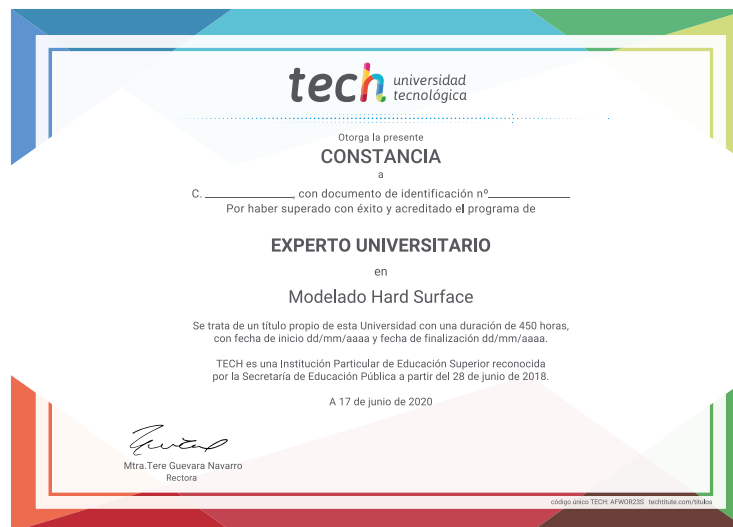 tech universidad
tecnológica
Otorga la presente
CONSTANCIA
a
C. ______________, con documento de identificación nº_____________
Por haber superado con éxito y acreditado el programa de
EXPERTO UNIVERSITARIO
en
Modelado Hard Surface
Se trata de un título propio de esta Universidad con una duración de 450 horas,
con fecha de inicio dd/mm/aaaa y fecha de finalización dd/mm/aaaa.
TECH es una Institución Particular de Educación Superior reconocida
por la Secretaría de Educación Pública a partir del 28 de junio de 2018.
A 17 de junio de 2020
Mtra.Tere Guevara Navarro
Rectora
código único TECH: AFWOR23S techtitute.com/titulos